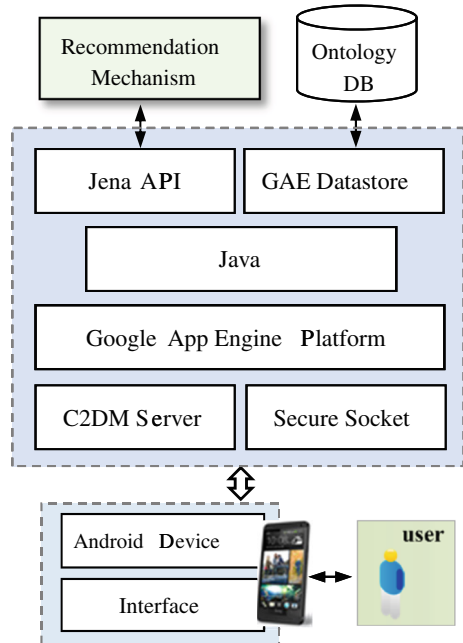 Recommendation
Mechanism
Ontology
DB
Jena API
GAE Datastore
Java
Google App Engine Platform
C2DM Server
Secure Socket
Android Device
Interface
user